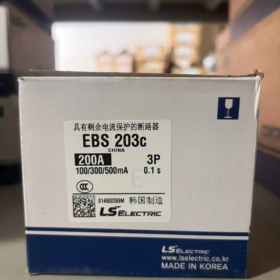 具有剩余电流保护的断路器
EBS 203c
CHINA
200A 3P
100/300/500mA 0.1 s
E
014500269M 韩国制造
LS ELECTRIC
LS ELECTRIC
www.lselectric.co.kr
MADE IN KOREA